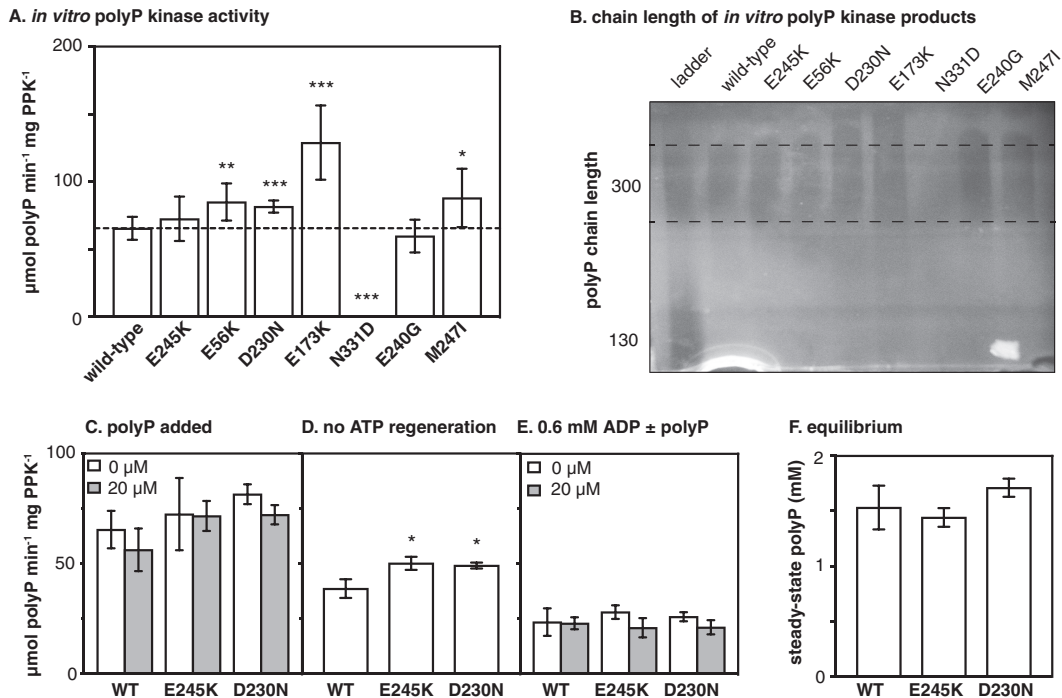 A. in vitro polyP kinase activity
µmol polyP min-1 mg PPK-1
200
100
0
***
**
***
*
***
wild-type
E245K
E56K
D230N
E173K
N331D
E240G
M247I
B. chain length of in vitro polyP kinase products
ladder
wild-type
E245K
E56K
D230N
E173K
N331D
E240G
M247I
polyP chain length
300
130
C. polyP added
µmol polyP min-1 mg PPK-1
100
50
0
0 µM
20 µM
WT
E245K
D230N
D. no ATP regeneration
*
*
WT
E245K
D230N
E. 0.6 mM ADP ± polyP
0 µM
20 µM
WT
E245K
D230N
F. equilibrium
steady-state polyP (mM)
2
1
0
WT
E245K
D230N